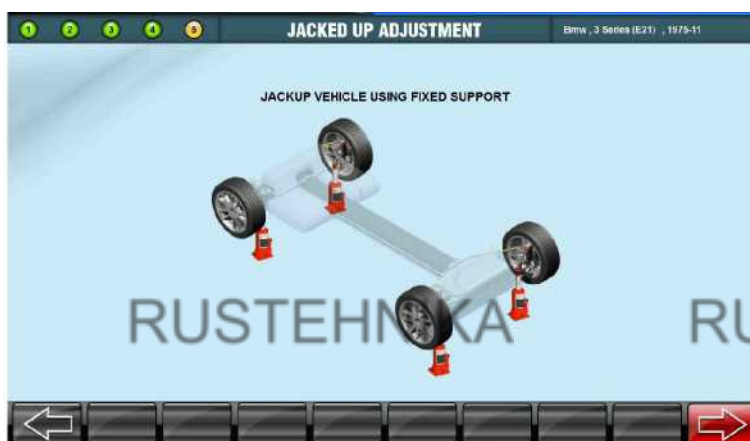 1 2 3 4 5
JACKED UP ADJUSTMENT
Bmw , 3 Series (E21) , 1975-11
JACKUP VEHICLE USING FIXED SUPPORT
RUSTEHNIKA
RU